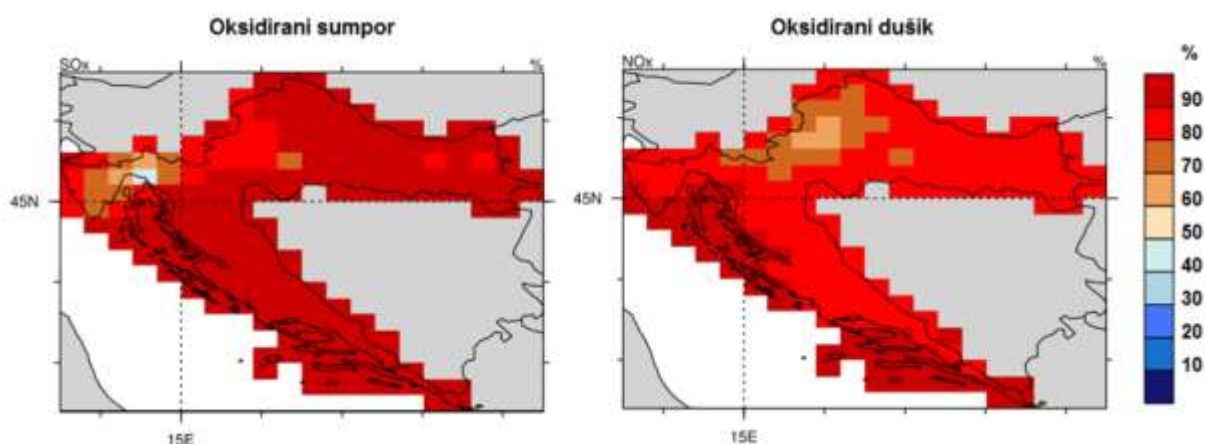 Oksidirani sumpor
SOx %
45N
15E
Oksidirani dušik
NOx %
45N
15E
%
90
80
70
60
50
40
30
20
10